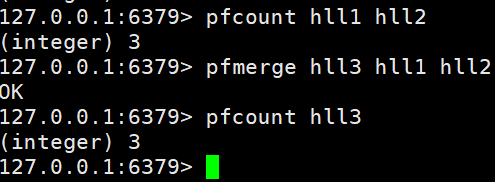 127.0.0.1:6379> pfcount hll1 hll2
(integer) 3
127.0.0.1:6379> pfmerge hll3 hll1 hll2
OK
127.0.0.1:6379> pfcount hll3
(integer) 3
127.0.0.1:6379>